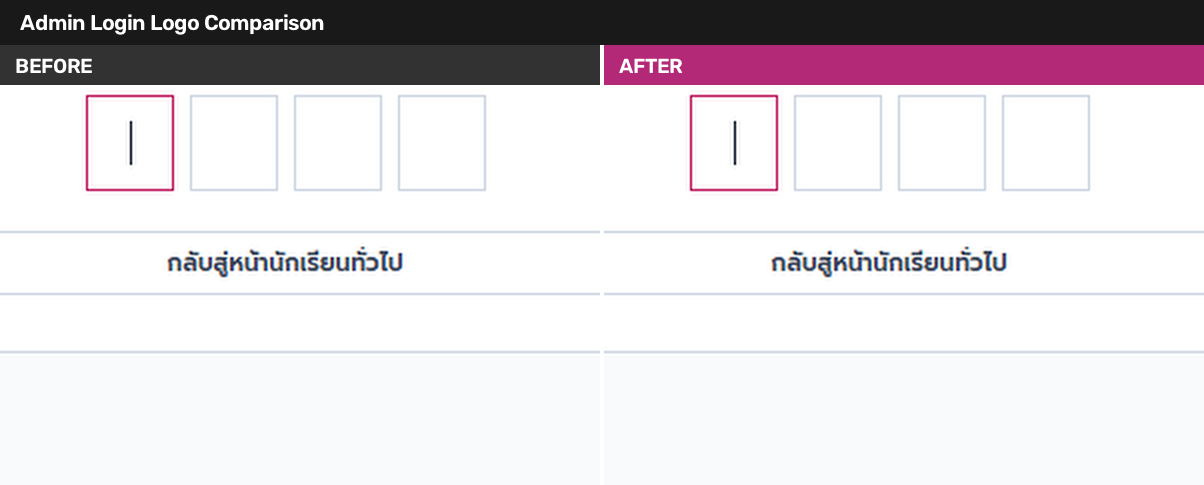 Admin Login Logo Comparison
BEFORE
AFTER
กลับสู่หน้านักเรียนทั่วไป
กลับสู่หน้านักเรียนทั่วไป